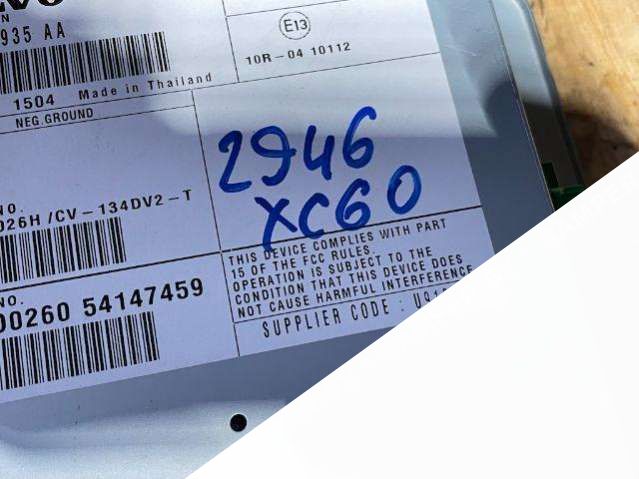 N
935 AA
E13
10R-04 10112
1504 Made in Thailand
NEG.GROUND
2946
XC60
NO.
026H/CV-134DV2-T
THIS DEVICE COMPLIES WITH PART
15 OF THE FCC RULES.
OPERATION IS SUBJECT TO THE
CONDITION THAT THIS DEVICE DOES
NOT CAUSE HARMFUL INTERFERENCE
NO.
00260 54147459
SUPPLIER CODE :